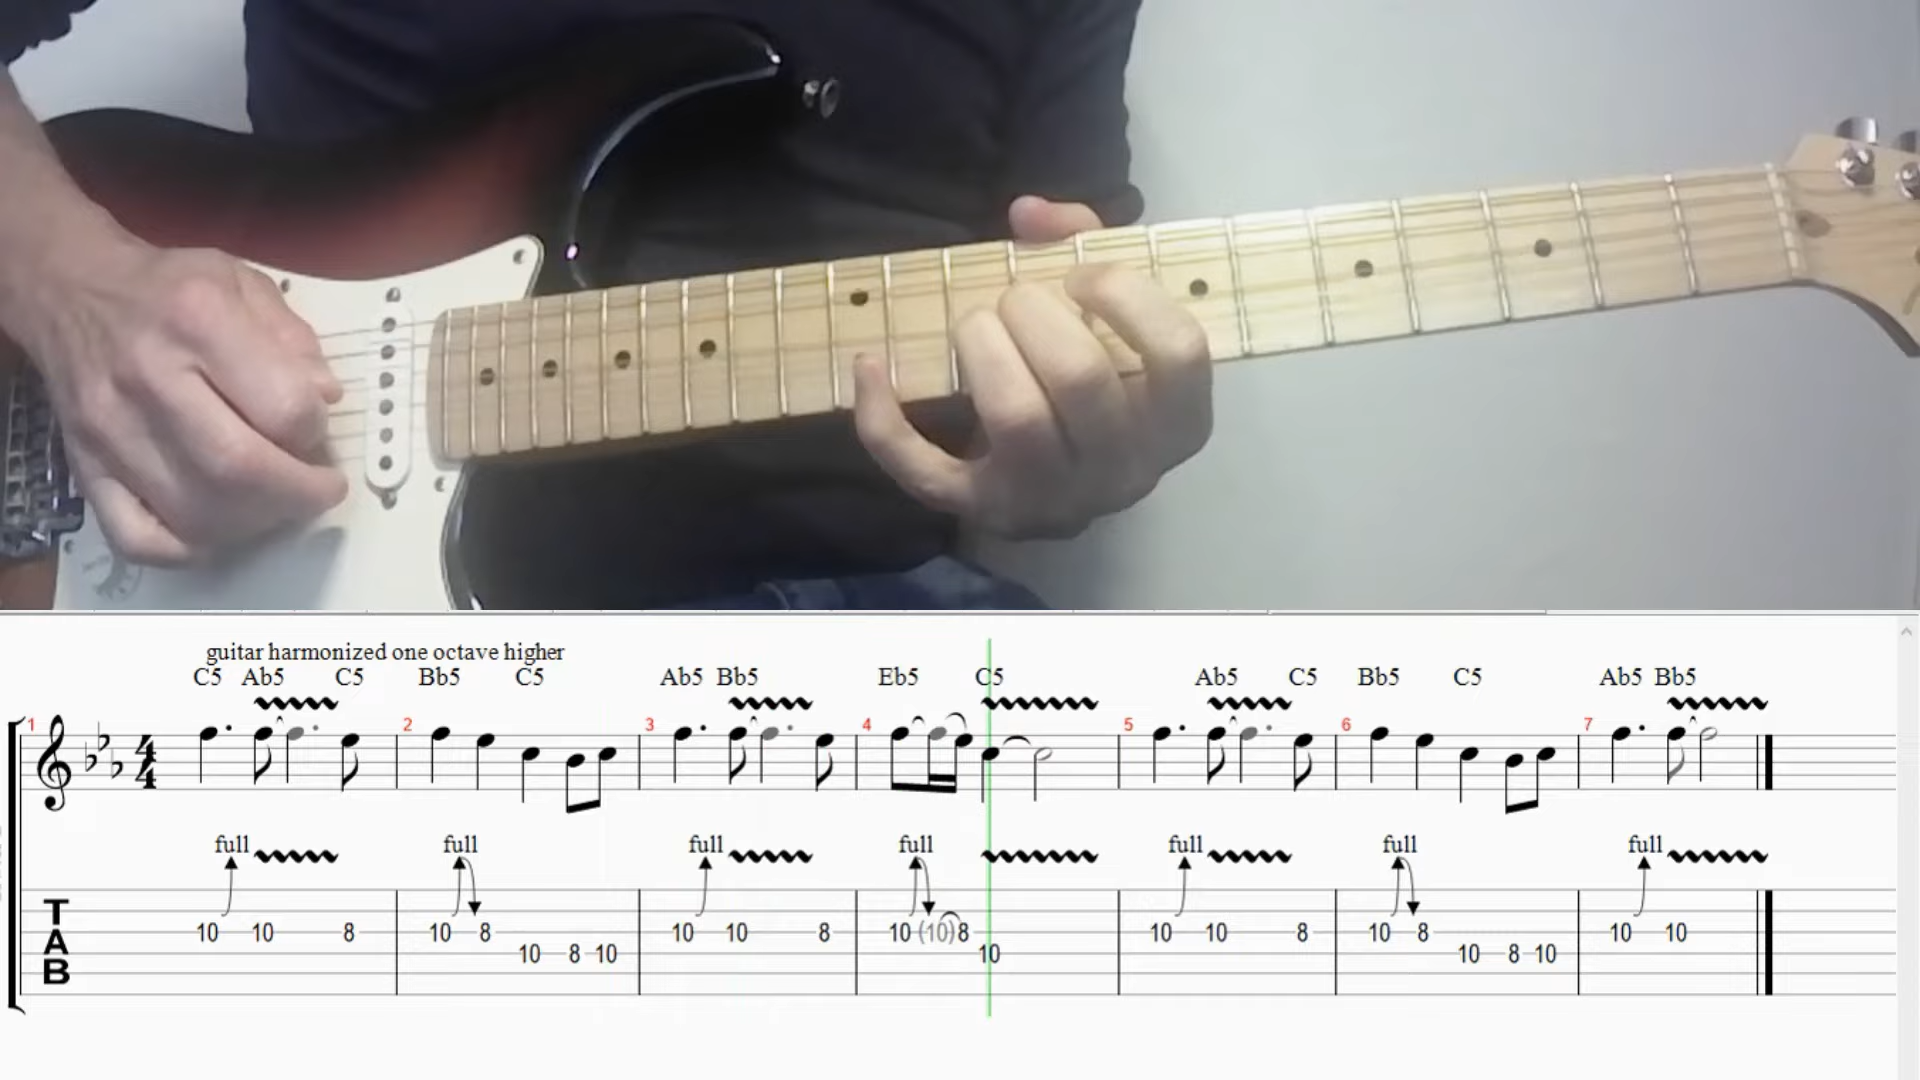 guitar harmonized one octave higher
C5 Ab5 C5 Bb5 C5 Ab5 Bb5 Eb5 C5 Ab5 C5 Bb5 C5 Ab5 Bb5
1 2 3 4 5 6 7
4
4
full full full full full full full
T
A
B
10 10 8 10 8 10 10 8 10 (10) 8 10 10 8 10 8 10 10
10 8 10 10 10 8 10